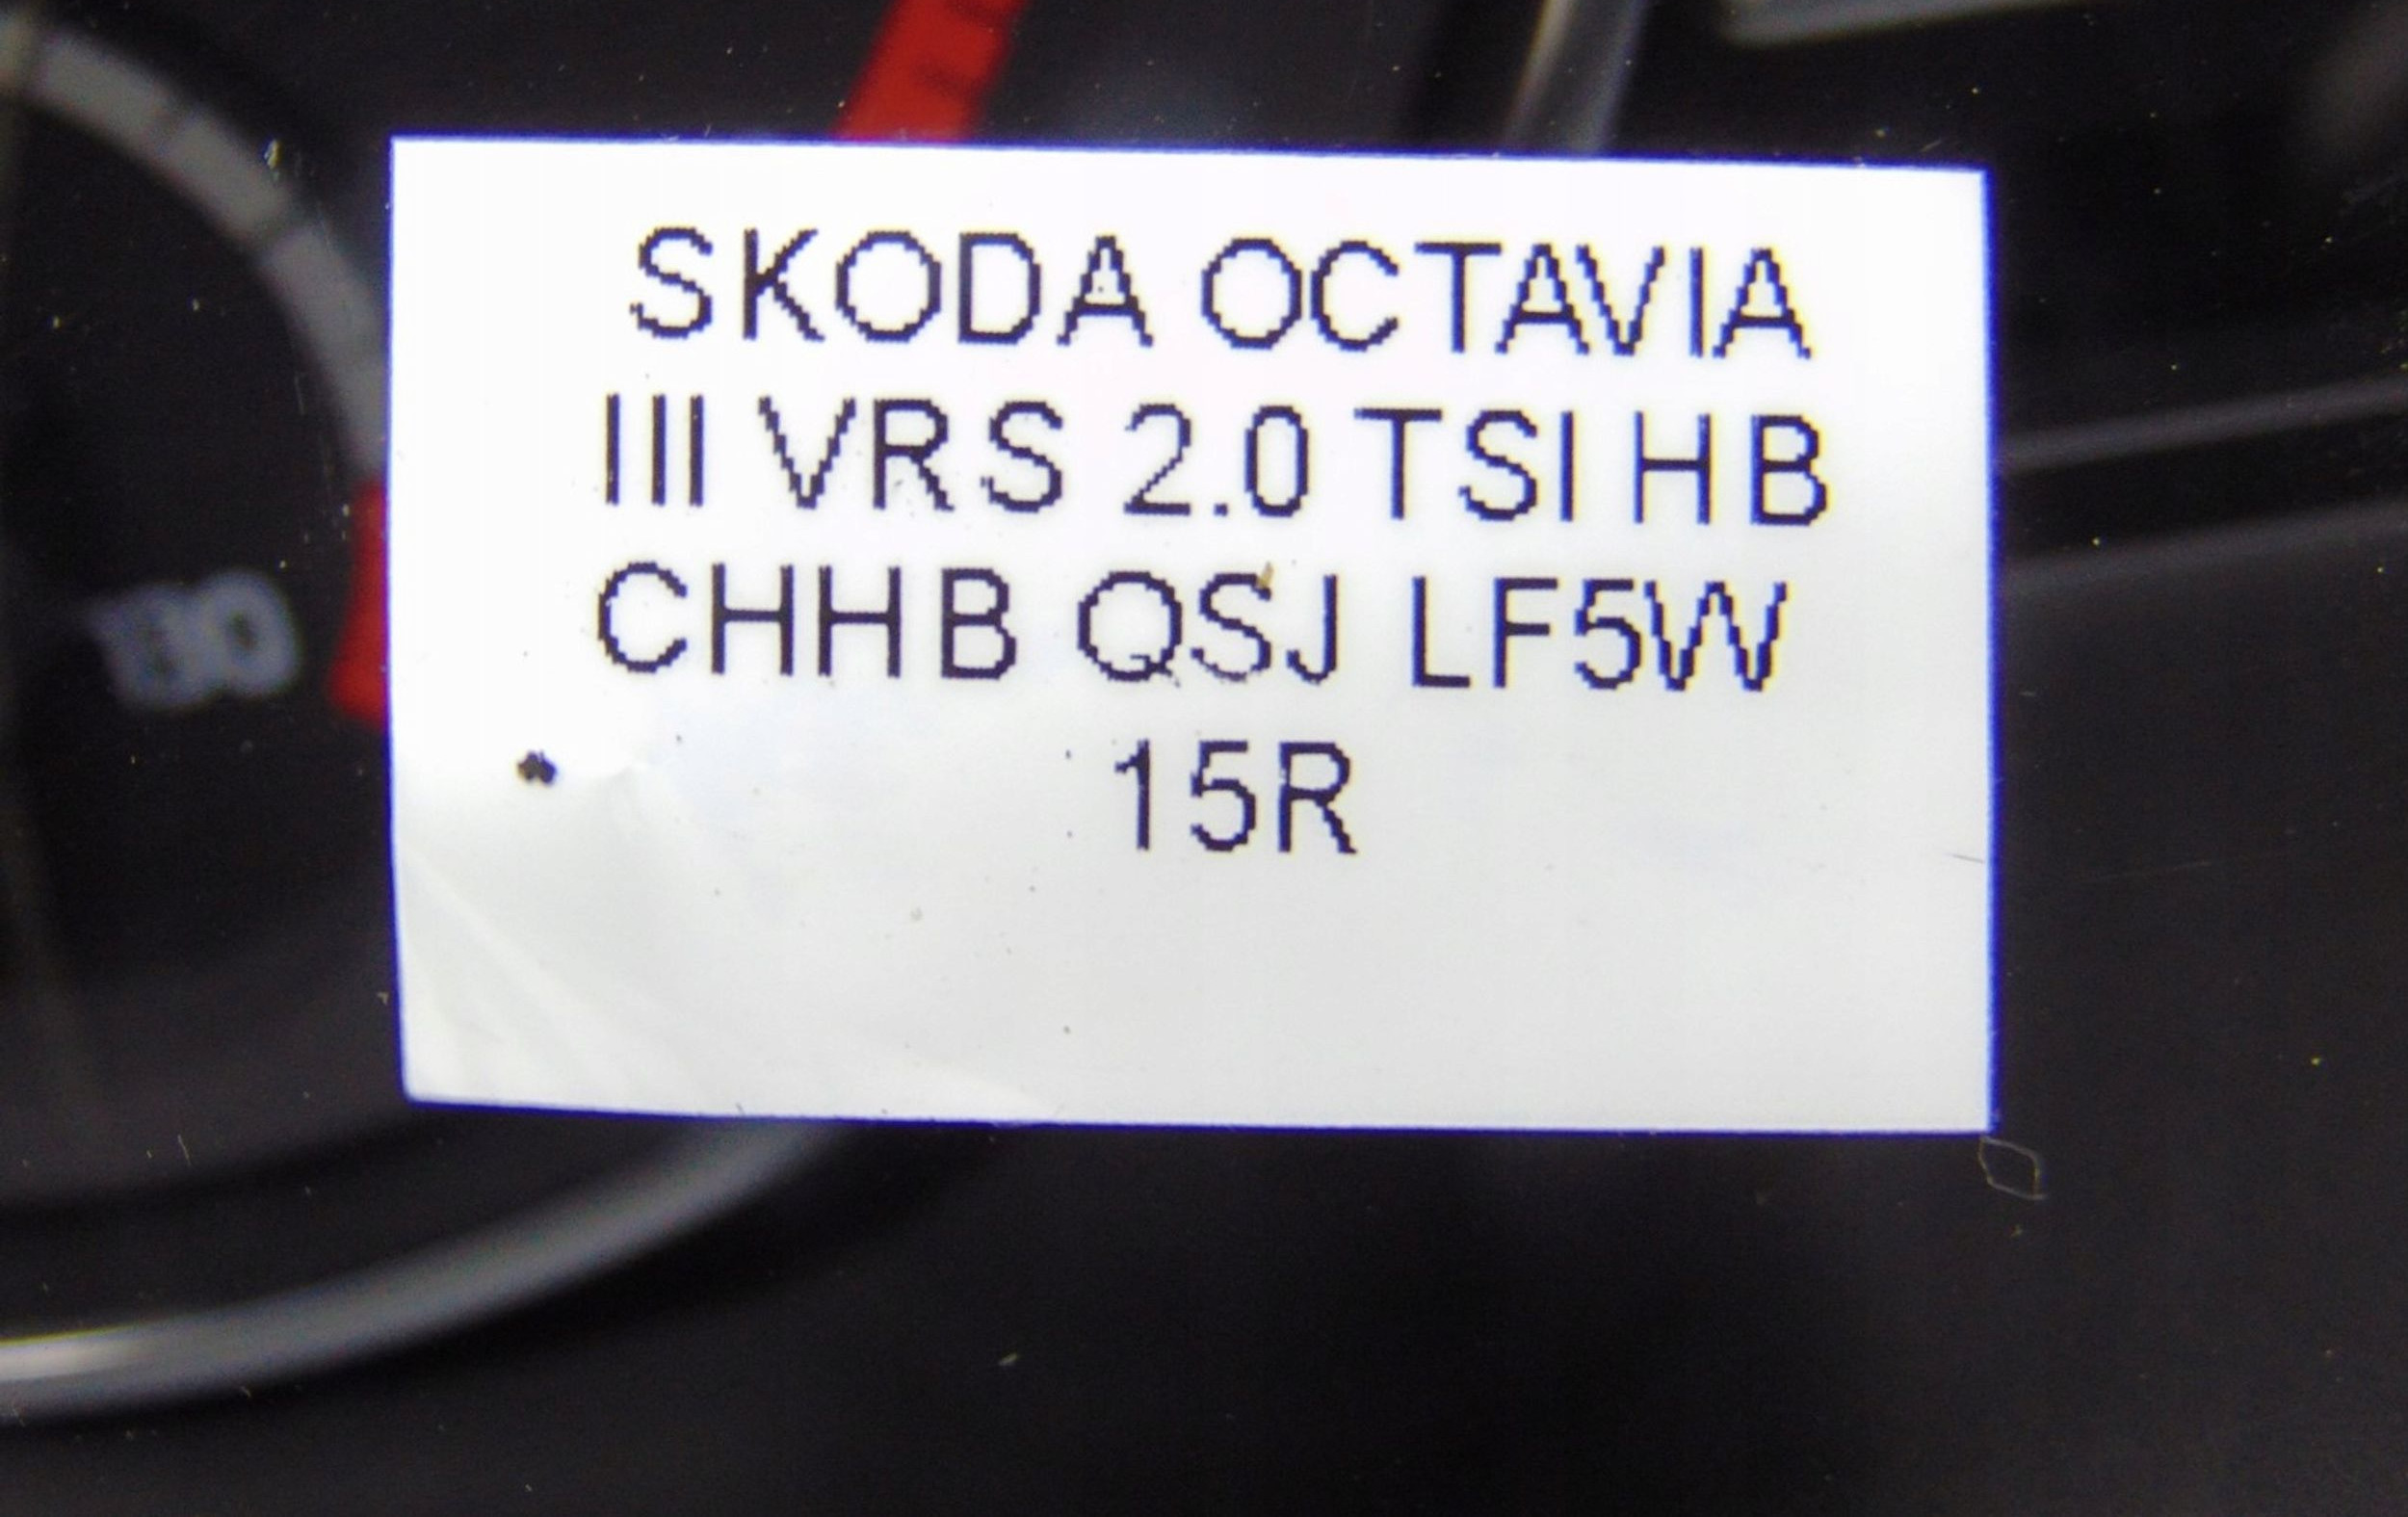 SKODA OCTAVIA
III VRS 2.0 TSI HB
CHHB QSJ LF5W
15R